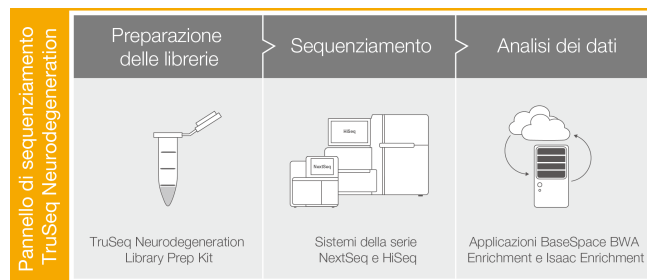 Pannello di sequenziamento
TruSeq Neurodegeneration
Preparazione
delle librerie
Sequenziamento
Analisi dei dati
HiSeq
NextSeq
TruSeq Neurodegeneration
Library Prep Kit
Sistemi della serie
NextSeq e HiSeq
Applicazioni BaseSpace BWA
Enrichment e Isaac Enrichment